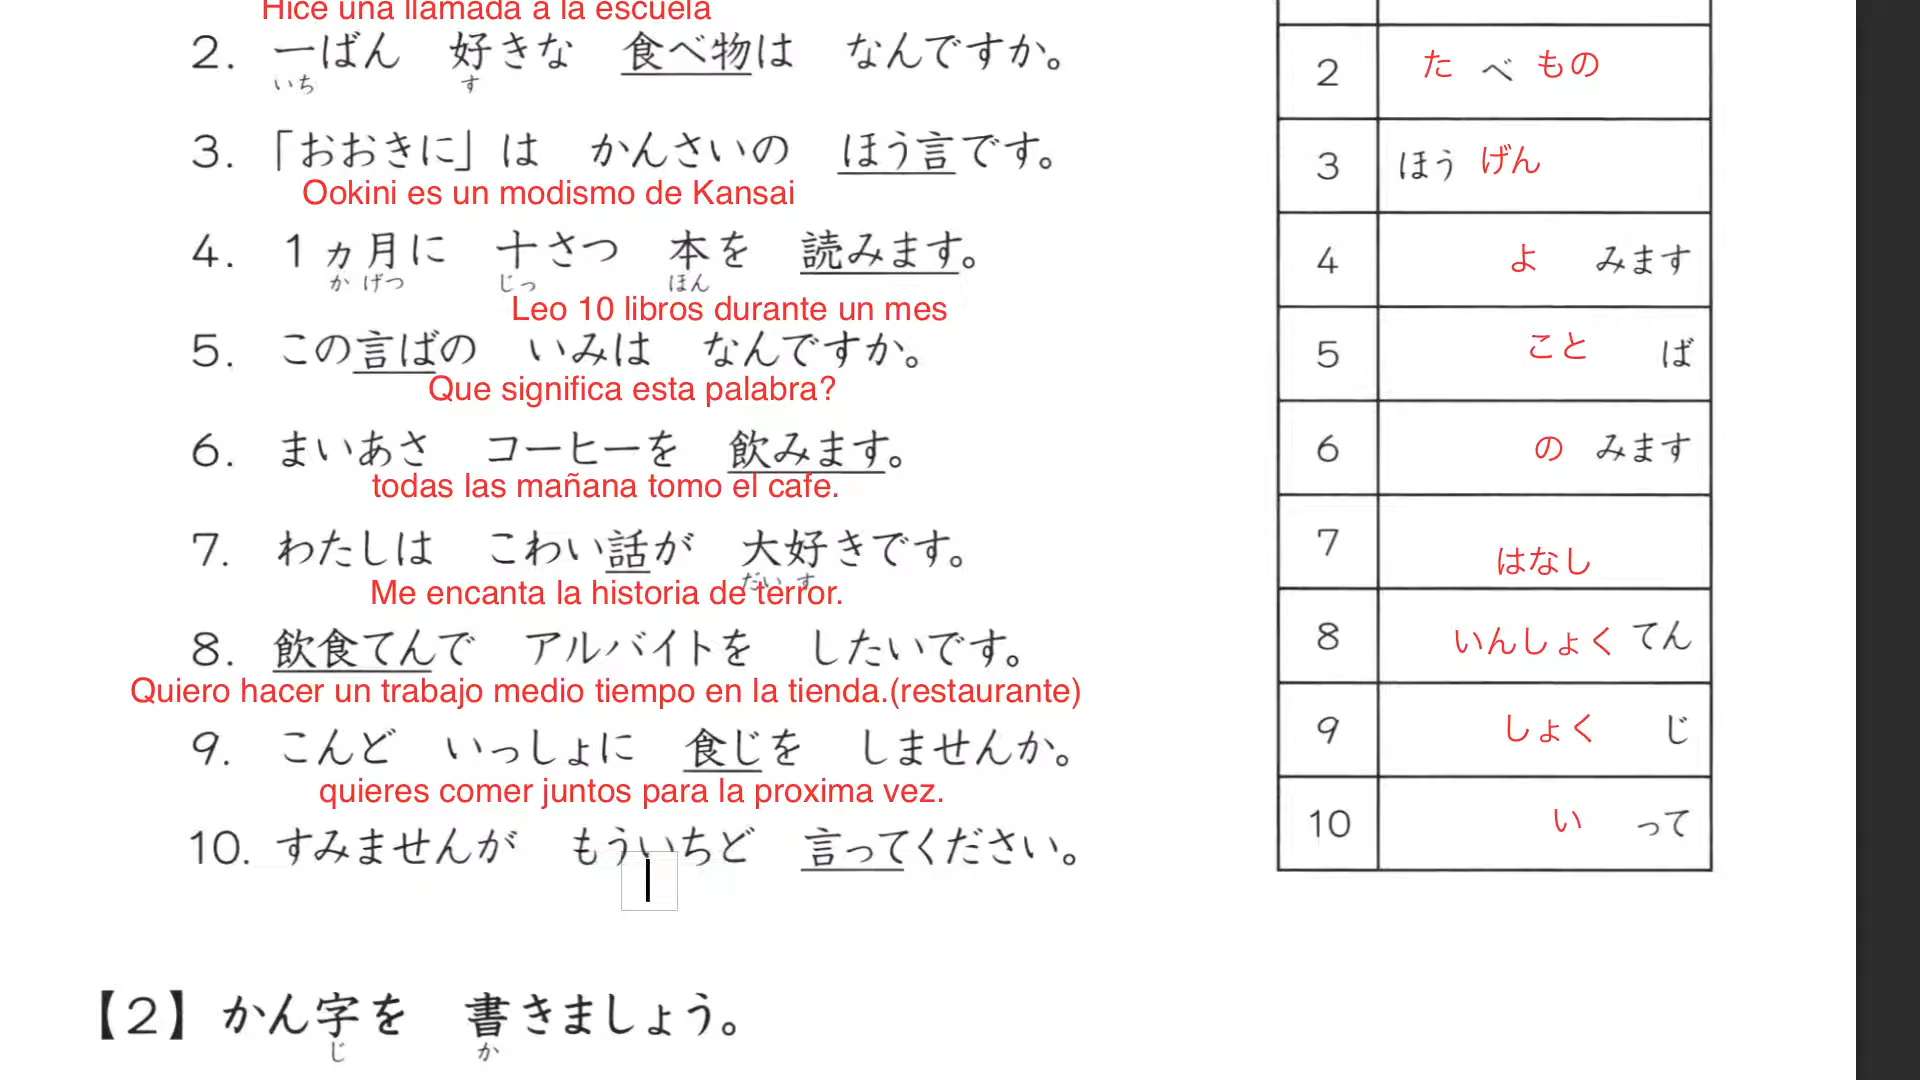 Hice una llamada a la escuela
2. 一ばん 好きな 食べ物は なんですか。
いち す
3. 「おおきに」は かんさいの ほう言です。
Ookini es un modismo de Kansai
4. 1ヵ月に 十さつ 本を 読みます。
か げつ じっ ほん
Leo 10 libros durante un mes
5. この言ばの いみは なんですか。
Que significa esta palabra?
6. まいあさ コーヒーを 飲みます。
todas las mañana tomo el cafe.
7. わたしは こわい話が 大好きです。
だい す
Me encanta la historia de terror.
8. 飲食てんで アルバイトを したいです。
Quiero hacer un trabajo medio tiempo en la tienda.(restaurante)
9. こんど いっしょに 食じを しませんか。
quieres comer juntos para la proxima vez.
10. すみませんが もういちど 言ってください。
2 た べ もの
3 ほう げん
4 よ みます
5 こと ば
6 の みます
7 はなし
8 いんしょく てん
9 しょく じ
10 い って
【2】かん字を 書きましょう。
じ か